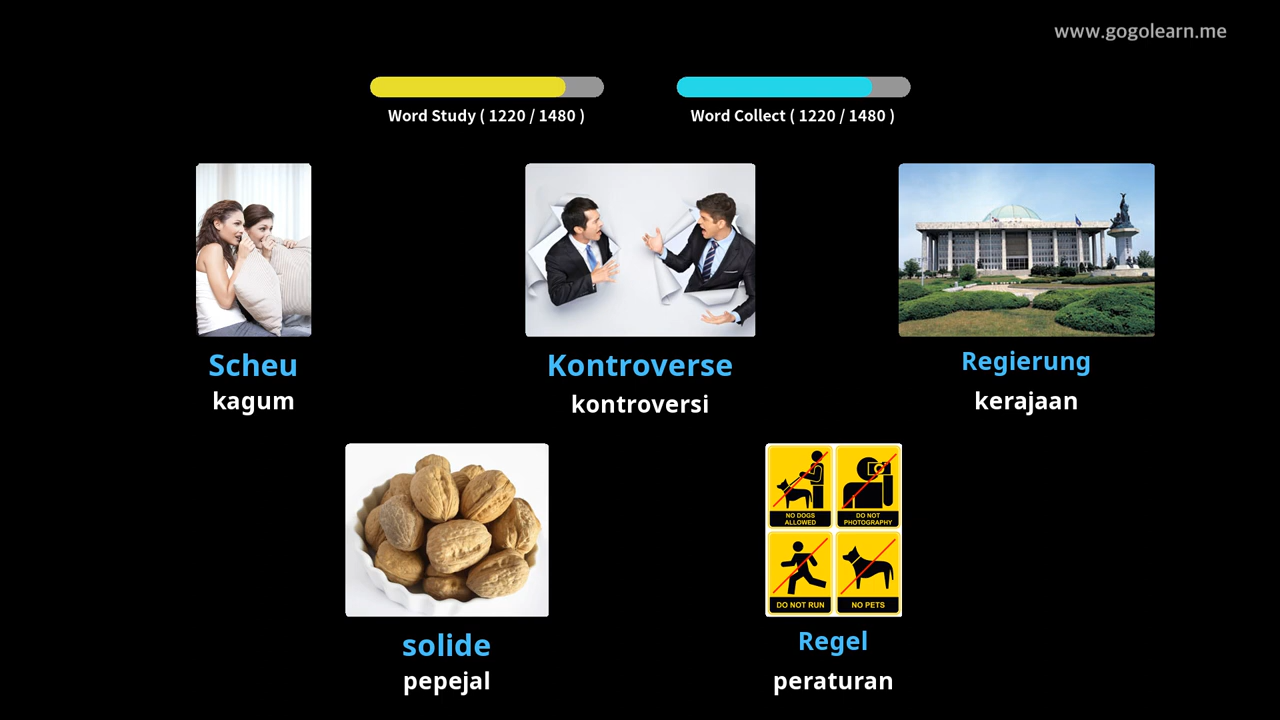 www.gogolearn.me
Word Study ( 1220 / 1480 )
Word Collect ( 1220 / 1480 )
Scheu
kagum
Kontroverse
kontroversi
Regierung
kerajaan
NO DOGS
ALLOWED
DO NOT
PHOTOGRAPHY
DO NOT RUN
NO PETS
solide
pepejal
Regel
peraturan